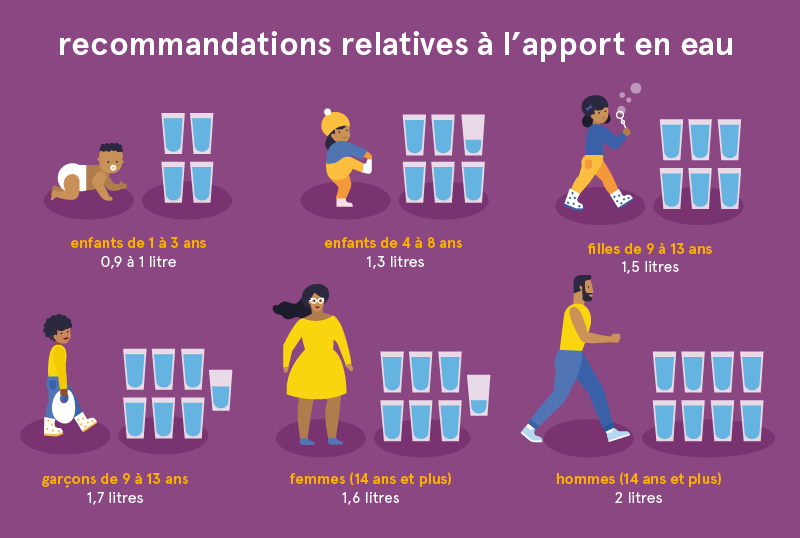 recommandations relatives à l’apport en eau
enfants de 1 à 3 ans
0,9 à 1 litre
enfants de 4 à 8 ans
1,3 litres
filles de 9 à 13 ans
1,5 litres
garçons de 9 à 13 ans
1,7 litres
femmes (14 ans et plus)
1,6 litres
hommes (14 ans et plus)
2 litres